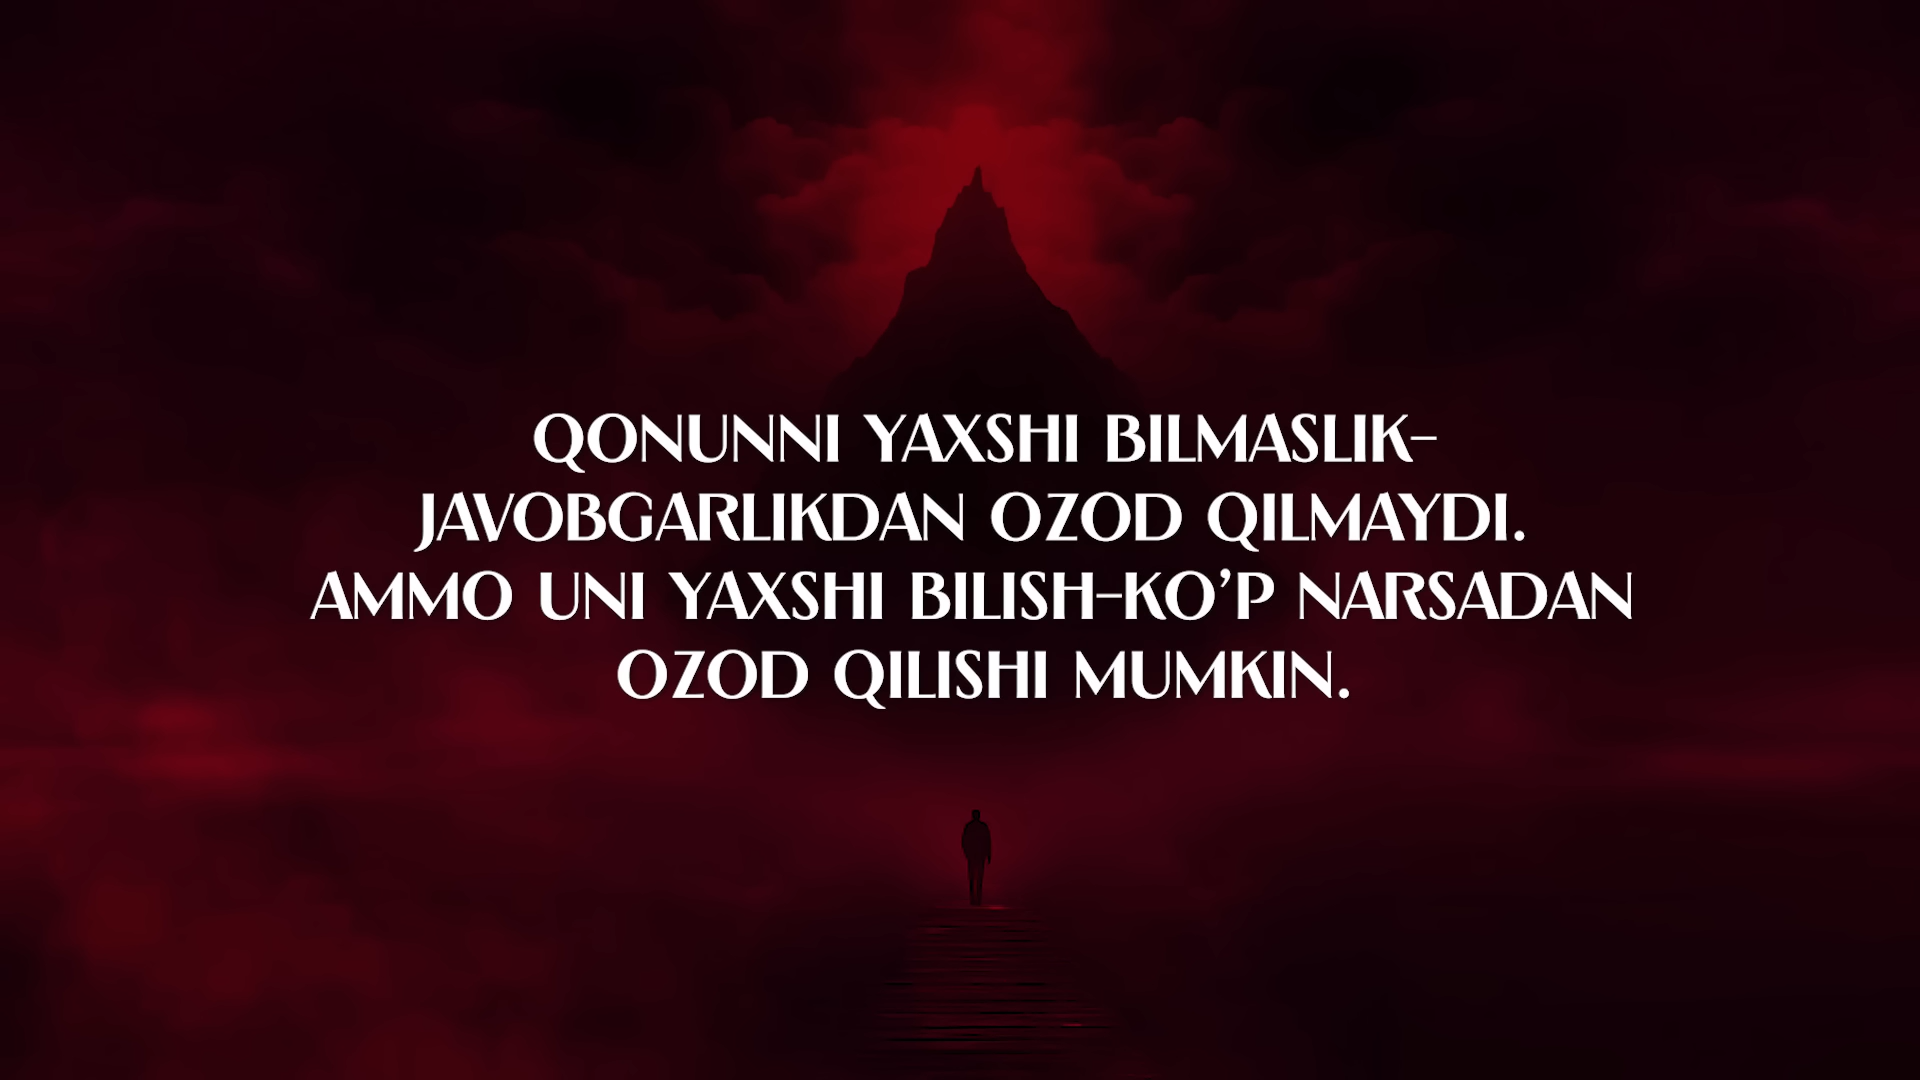 QONUNNI YAXSHI BILMASLIK-
JAVOBGARLIKDAN OZOD QILMAYDI.
AMMO UNI YAXSHI BILISH-KO’P NARSADAN
OZOD QILISHI MUMKIN.